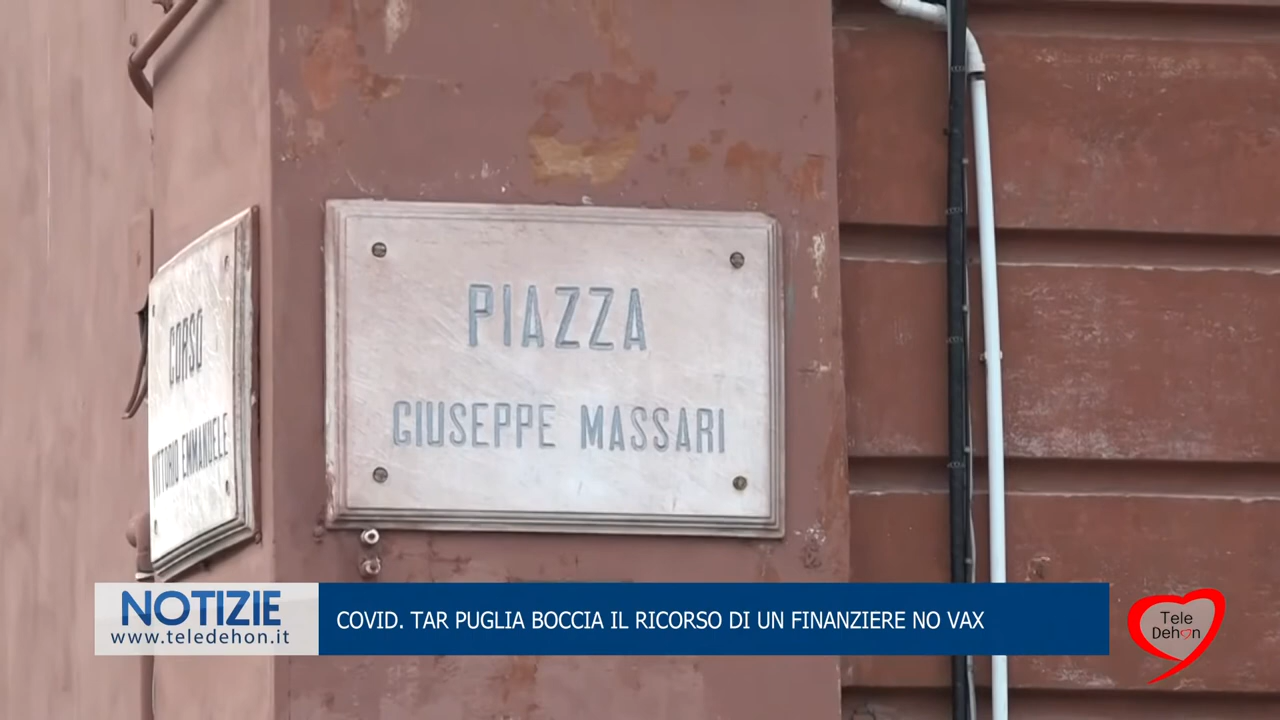 CORSO
VITTORIO EMMANUELE
PIAZZA
GIUSEPPE MASSARI
NOTIZIE
www.teledehon.it
COVID. TAR PUGLIA BOCCIA IL RICORSO DI UN FINANZIERE NO VAX
Tele
Dehon